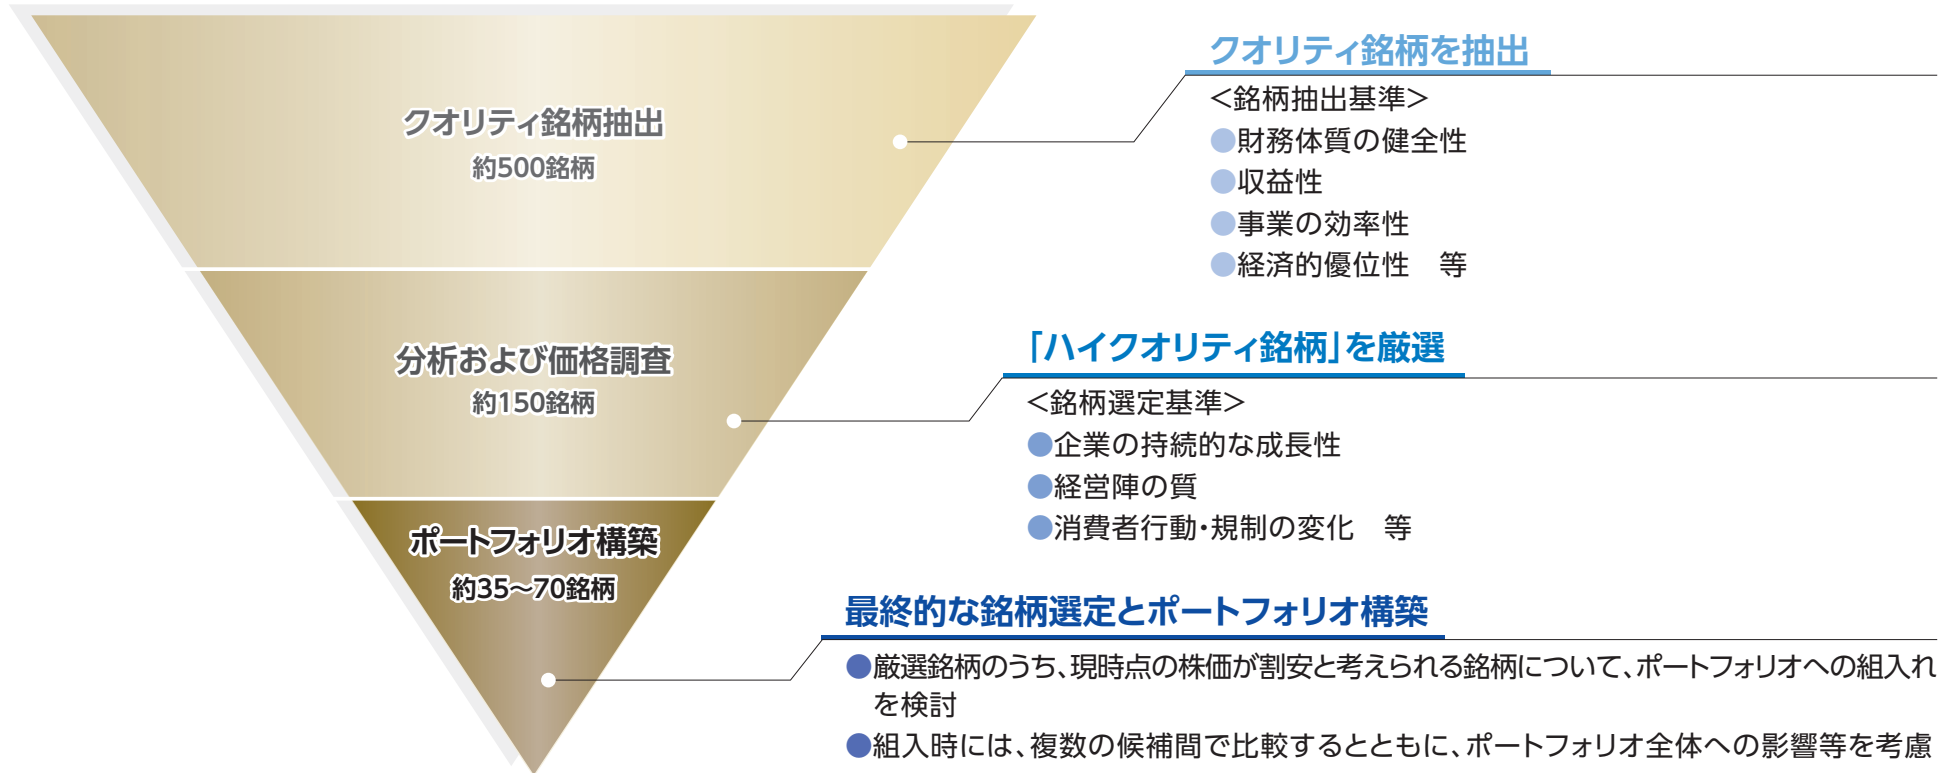 クオリティ銘柄抽出
約500銘柄
クオリティ銘柄を抽出
＜銘柄抽出基準＞
●財務体質の健全性
●収益性
●事業の効率性
●経済的優位性　等
分析および価格調査
約150銘柄
「ハイクオリティ銘柄」を厳選
＜銘柄選定基準＞
●企業の持続的な成長性
●経営陣の質
●消費者行動・規制の変化　等
ポートフォリオ構築
約35～70銘柄
最終的な銘柄選定とポートフォリオ構築
●厳選銘柄のうち、現時点の株価が割安と考えられる銘柄について、ポートフォリオへの組入れ
を検討
●組入時には、複数の候補間で比較するとともに、ポートフォリオ全体への影響等を考慮